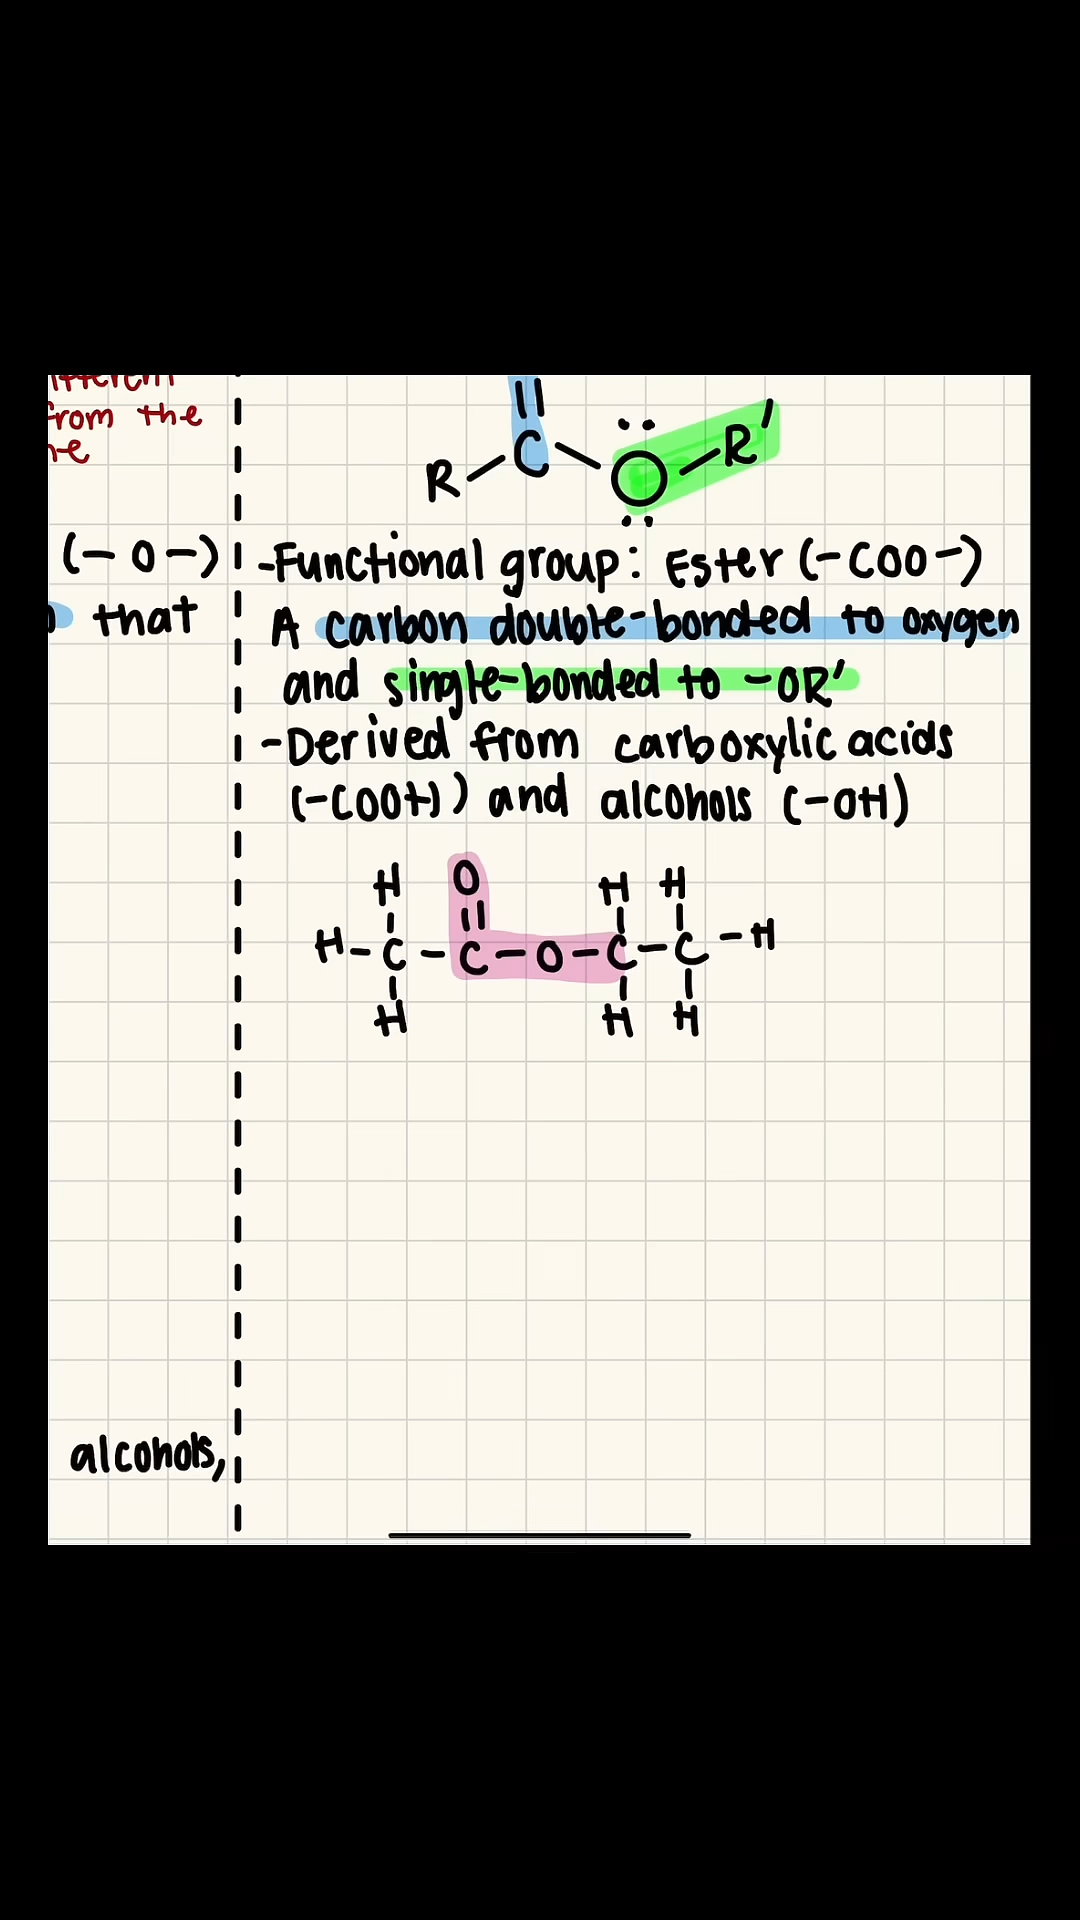 from the
(-O-)
that
alcohols,
||
C
R
O
R'
-Functional group: Ester (-COO-)
A carbon double-bonded to oxygen
and single-bonded to -OR'
-Derived from carboxylic acids
(-COOH) and alcohols (-OH)
H O H H
||
H-C-C-O-C-C-H
H H H